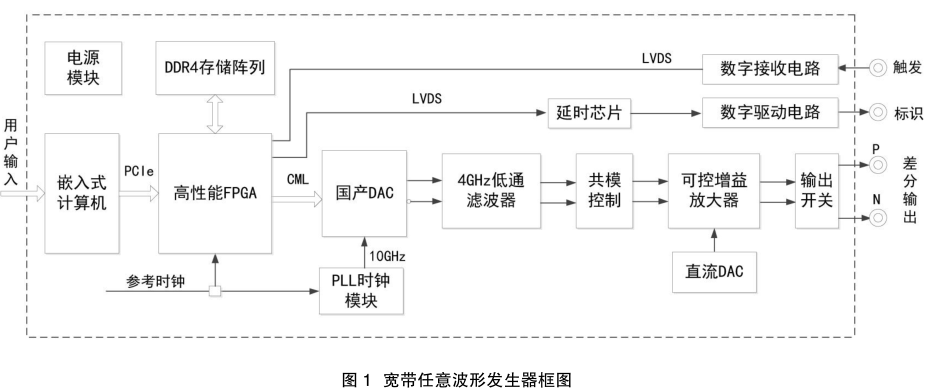 电源
模块
DDR4存储阵列
LVDS
数字接收电路
触发
LVDS
延时芯片
数字驱动电路
标识
用户输入
嵌入式
计算机
PCIe
高性能FPGA
CML
国产DAC
4GHz低通
滤波器
共模
控制
可控增益
放大器
输出
开关
P
N
差分输出
10GHz
直流DAC
参考时钟
PLL时钟
模块
图 1 宽带任意波形发生器框图